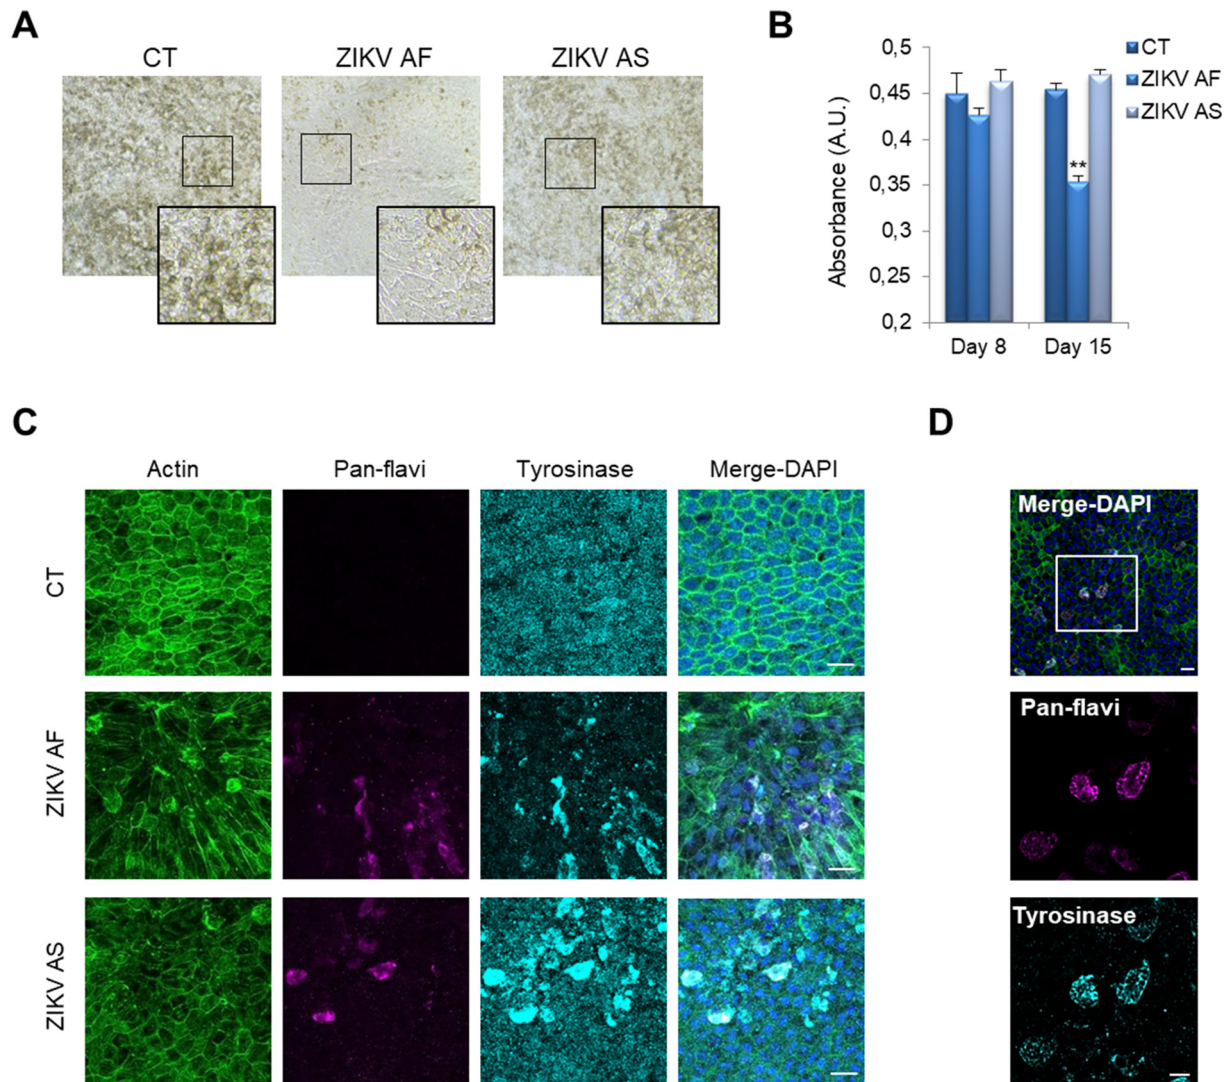 A
CT
ZIKV AF
ZIKV AS
B
0,5
0,45
0,4
0,35
0,3
0,25
0,2
Absorbance (A.U.)
**
Day 8
Day 15
CT
ZIKV AF
ZIKV AS
C
Actin
Pan-flavi
Tyrosinase
Merge-DAPI
CT
ZIKV AF
ZIKV AS
D
Merge-DAPI
Pan-flavi
Tyrosinase